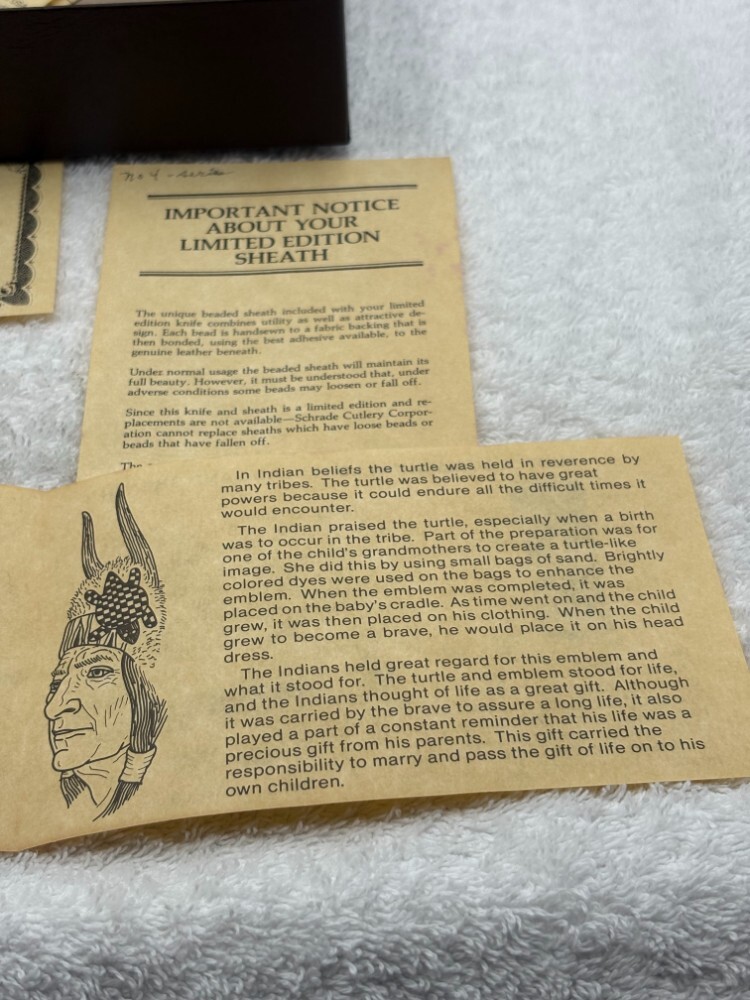 no 4 - series
IMPORTANT NOTICE
ABOUT YOUR
LIMITED EDITION
SHEATH
The unique beaded sheath included with your limited
edition knife combines utility as well as attractive de-
sign. Each bead is handsewn to a fabric backing that is
then bonded, using the best adhesive available, to the
genuine leather beneath.
Under normal usage the beaded sheath will maintain its
full beauty. However, it must be understood that, under
adverse conditions some beads may loosen or fall off.
Since this knife and sheath is a limited edition and re-
placements are not available—Schrade Cutlery Corpor-
ation cannot replace sheaths which have loose beads or
beads that have fallen off.
The
In Indian beliefs the turtle was held in reverence by
many tribes. The turtle was believed to have great
powers because it could endure all the difficult times it
would encounter.
The Indian praised the turtle, especially when a birth
was to occur in the tribe. Part of the preparation was for
one of the child's grandmothers to create a turtle-like
image. She did this by using small bags of sand. Brightly
colored dyes were used on the bags to enhance the
emblem. When the emblem was completed, it was
placed on the baby's cradle. As time went on and the child
grew, it was then placed on his clothing. When the child
grew to become a brave, he would place it on his head
dress.
The Indians held great regard for this emblem and
what it stood for. The turtle and emblem stood for life,
and the Indians thought of life as a great gift. Although
it was carried by the brave to assure a long life, it also
played a part of a constant reminder that his life was a
precious gift from his parents. This gift carried the
responsibility to marry and pass the gift of life on to his
own children.